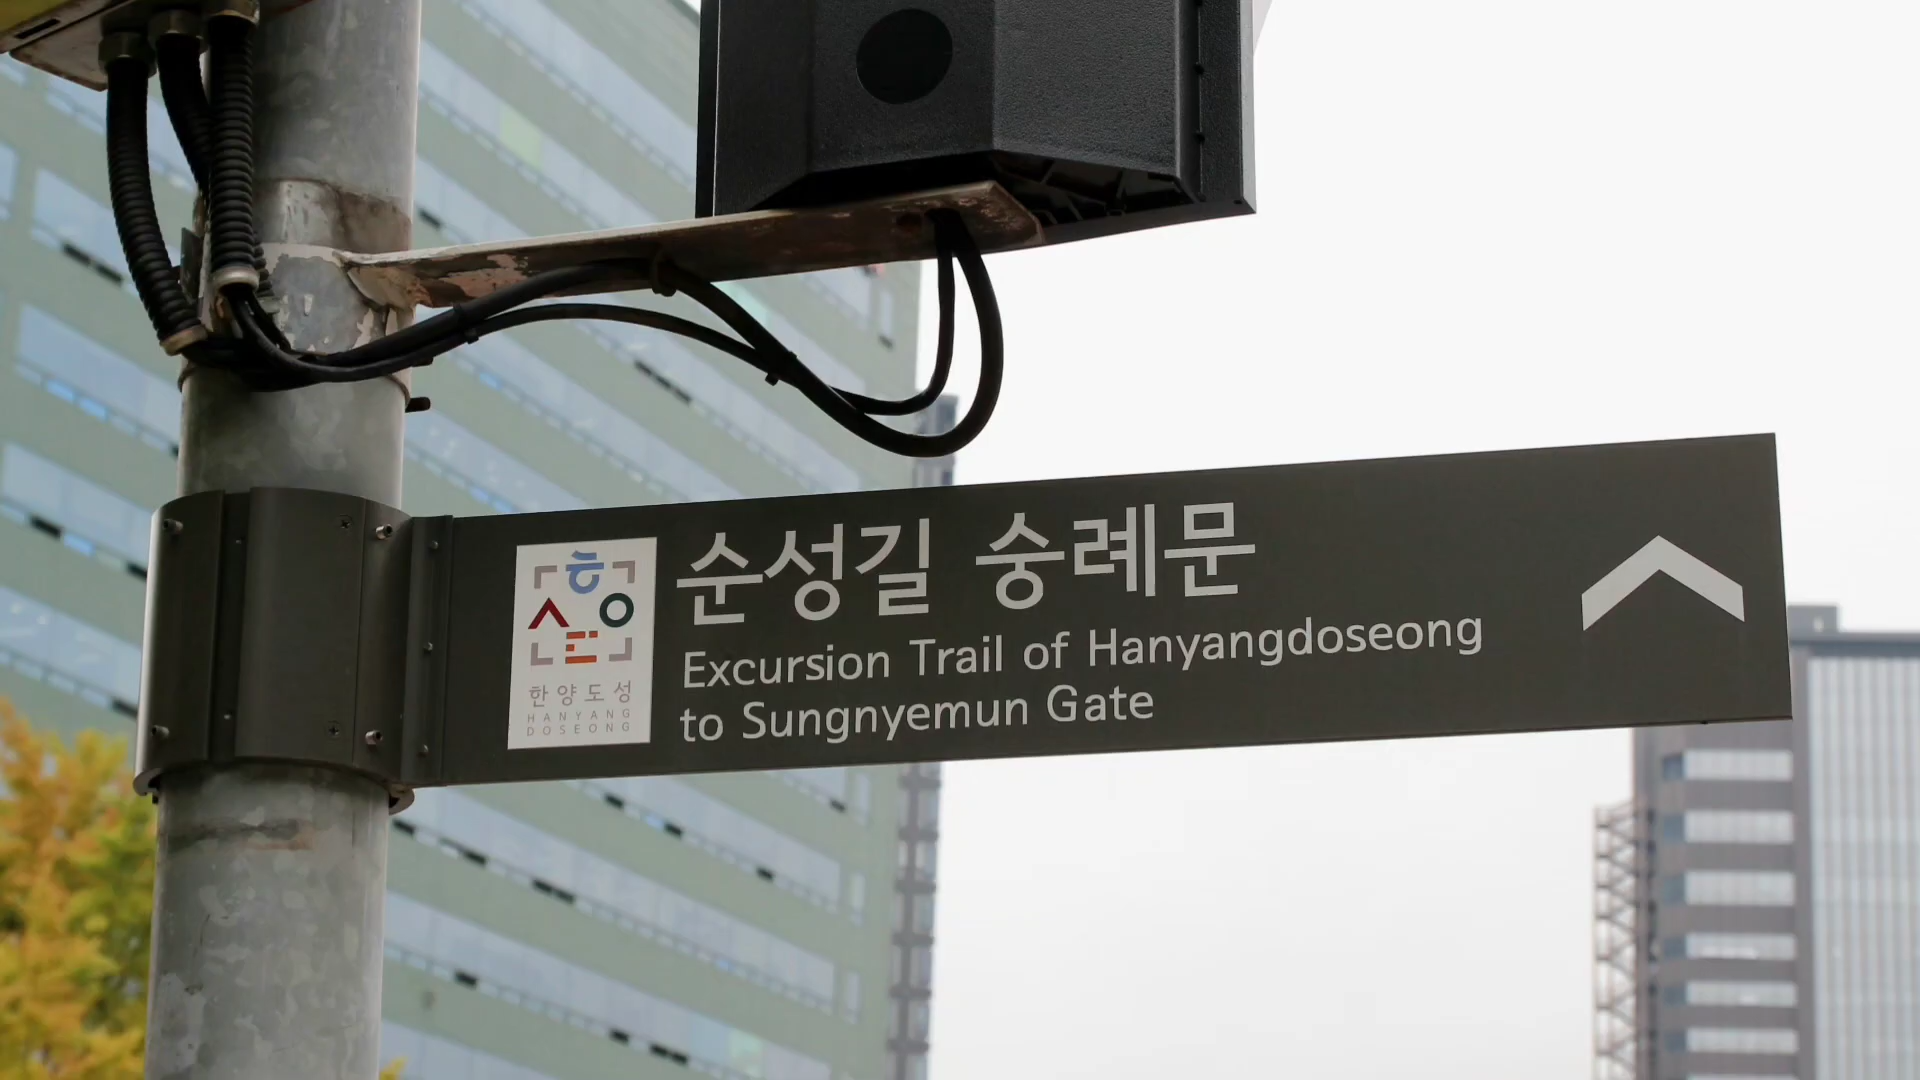 순성길 숭례문
Excursion Trail of Hanyangdoseong
to Sungnyemun Gate
한양도성
HANYANG
DOSEONG